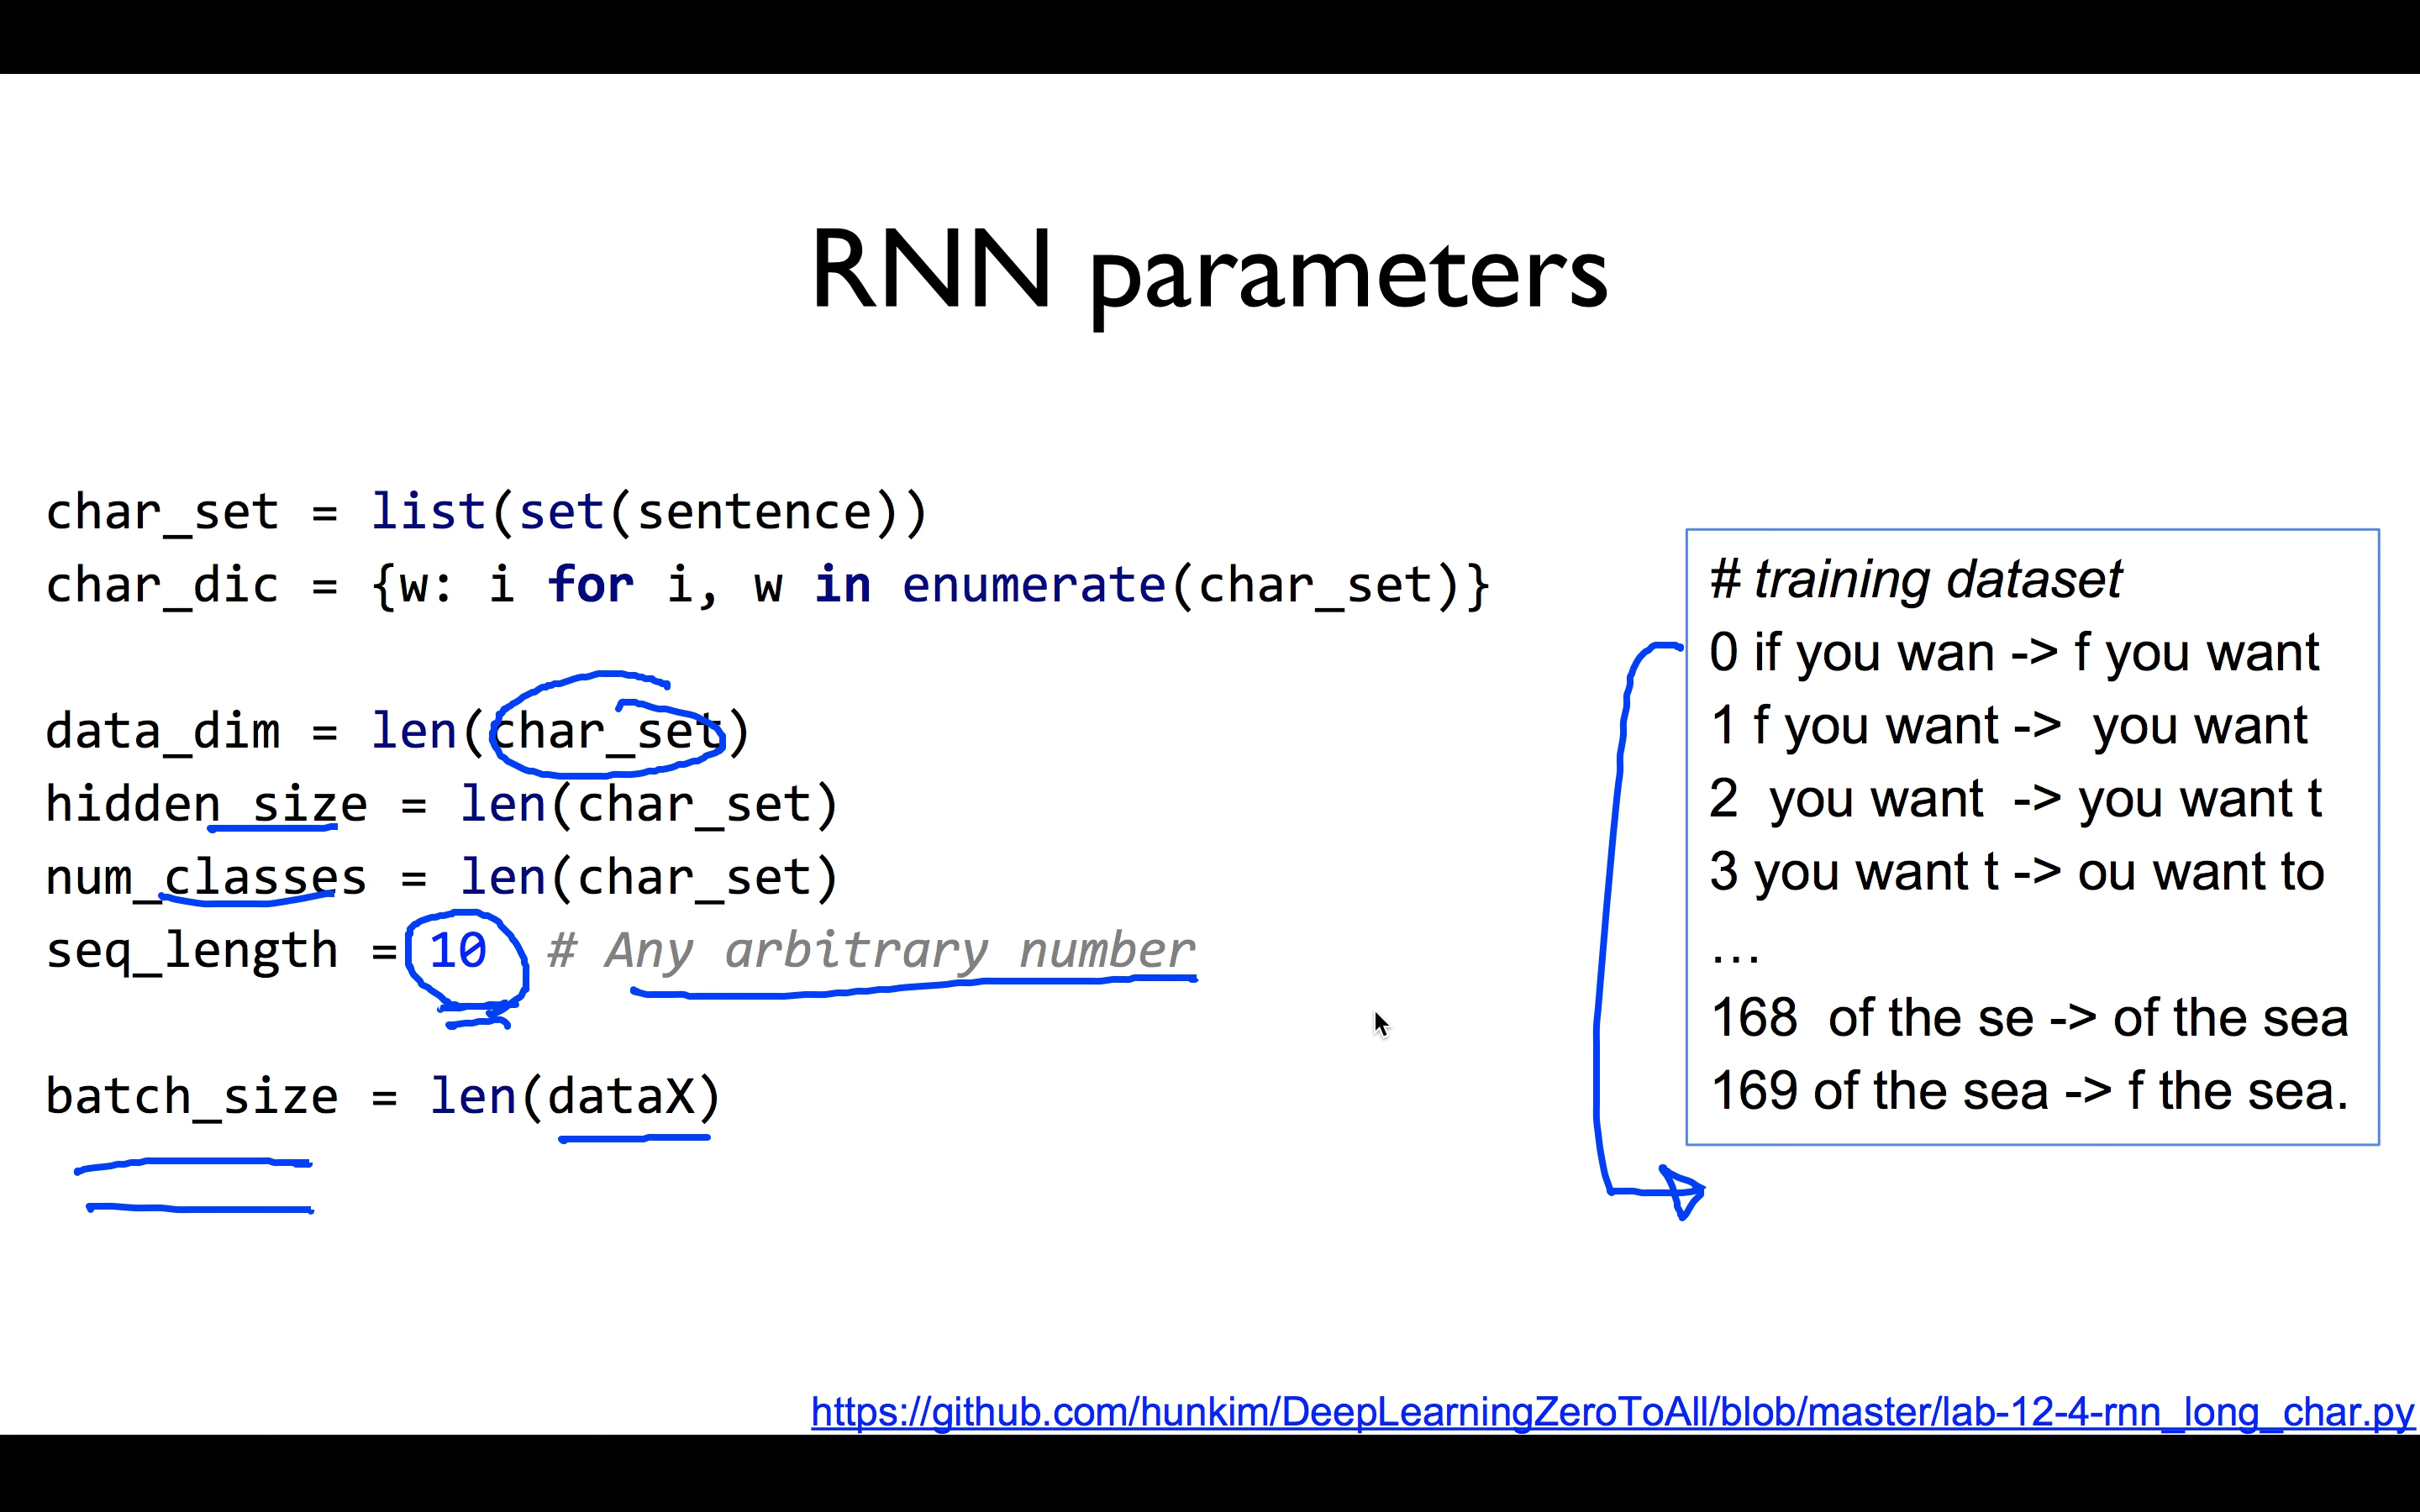 RNN parameters
char_set = list(set(sentence))
char_dic = {w: i for i, w in enumerate(char_set)}
data_dim = len(char_set)
hidden_size = len(char_set)
num_classes = len(char_set)
seq_length = 10 # Any arbitrary number
batch_size = len(dataX)
# training dataset
0 if you wan -> f you want
1 f you want ->  you want
2  you want  -> you want t
3 you want t -> ou want to
…
168  of the se -> of the sea
169 of the sea -> f the sea.
https://github.com/hunkim/DeepLearningZeroToAll/blob/master/lab-12-4-rnn_long_char.py